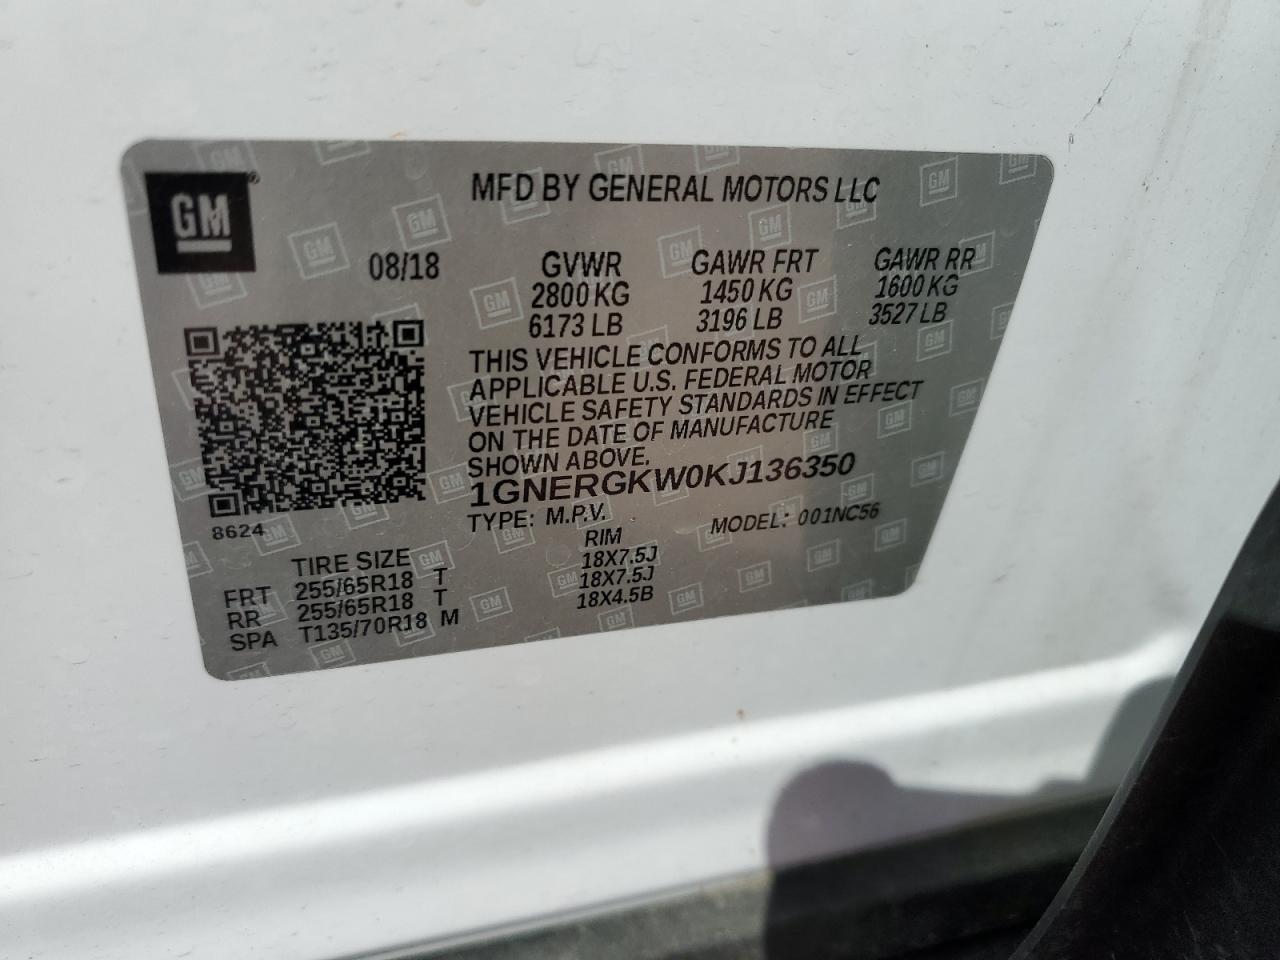 GM
MFD BY GENERAL MOTORS LLC
08/18 GVWR GAWR FRT GAWR RR
2800 KG 1450 KG 1600 KG
6173 LB 3196 LB 3527 LB
THIS VEHICLE CONFORMS TO ALL
APPLICABLE U.S. FEDERAL MOTOR
VEHICLE SAFETY STANDARDS IN EFFECT
ON THE DATE OF MANUFACTURE
SHOWN ABOVE.
1GNERGKW0KJ136350
TYPE: M.P.V. MODEL: 001NC56
8624
TIRE SIZE RIM
FRT 255/65R18 T 18X7.5J
RR 255/65R18 T 18X7.5J
SPA T135/70R18 M 18X4.5B